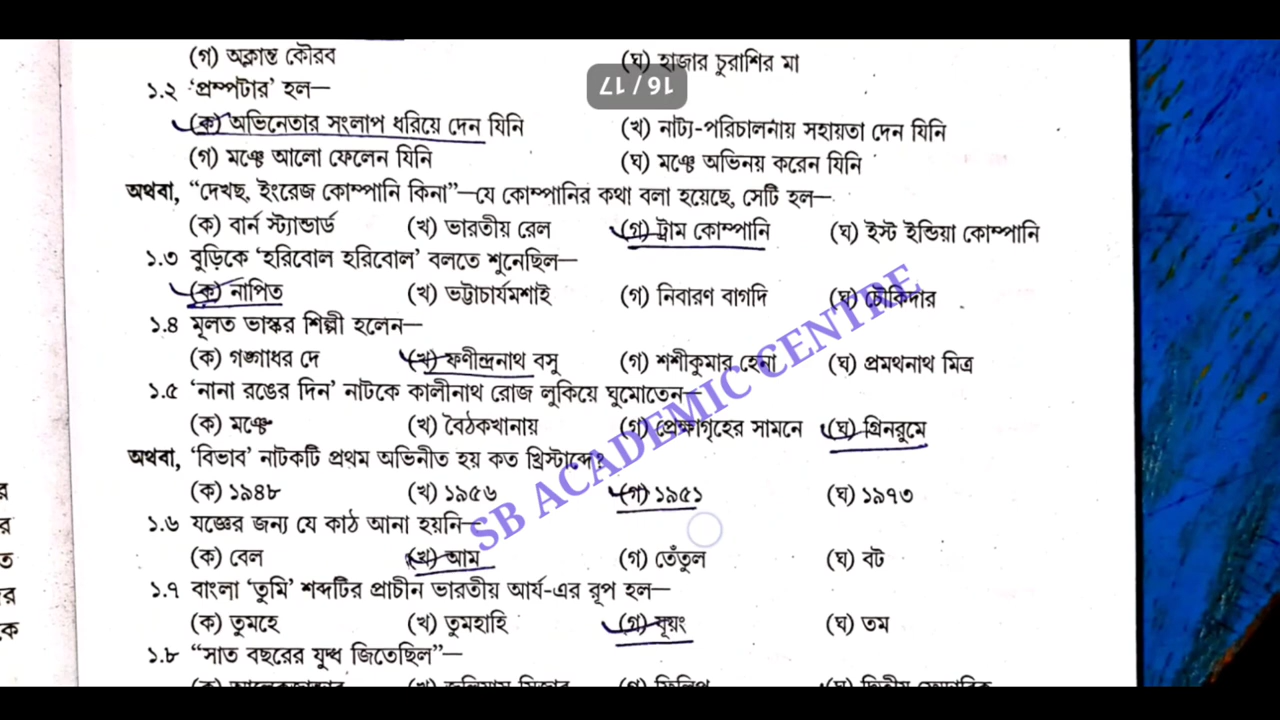 (গ) অক্লান্ত কৌরব (ঘ) হাজার চুরাশির মা
16 / 17
১.২ ‘প্রম্পটার’ হল—
(ক) অভিনেতার সংলাপ ধরিয়ে দেন যিনি (খ) নাট্য-পরিচালনায় সহায়তা দেন যিনি
(গ) মঞ্চে আলো ফেলেন যিনি (ঘ) মঞ্চে অভিনয় করেন যিনি
অথবা, “দেখছ, ইংরেজ কোম্পানি কিনা”—যে কোম্পানির কথা বলা হয়েছে, সেটি হল—
(ক) বার্ন স্ট্যান্ডার্ড (খ) ভারতীয় রেল (গ) ট্রাম কোম্পানি (ঘ) ইস্ট ইন্ডিয়া কোম্পানি
১.৩ বুড়িকে ‘হরিবোল হরিবোল’ বলতে শুনেছিল—
(ক) নাপিত (খ) ভট্টাচার্যমশাই (গ) নিবারণ বাগদি (ঘ) চৌকিদার
১.৪ মূলত ভাস্কর শিল্পী হলেন—
(ক) গঙ্গাধর দে (খ) ফণীন্দ্রনাথ বসু (গ) শশীকুমার হেনা (ঘ) প্রমথনাথ মিত্র
১.৫ ‘নানা রঙের দিন’ নাটকে কালীনাথ রোজ লুকিয়ে ঘুমোতেন—
(ক) মঞ্চে (খ) বৈঠকখানায় (গ) প্রেক্ষাগৃহের সামনে (ঘ) গ্রিনরুমে
অথবা, ‘বিভাব’ নাটকটি প্রথম অভিনীত হয় কত খ্রিস্টাব্দে?
(ক) ১৯৪৮ (খ) ১৯৫৬ (গ) ১৯৫১ (ঘ) ১৯৭৩
১.৬ যজ্ঞের জন্য যে কাঠ আনা হয়নি—
(ক) বেল (খ) আম (গ) তেঁতুল (ঘ) বট
১.৭ বাংলা ‘তুমি’ শব্দটির প্রাচীন ভারতীয় আর্য-এর রূপ হল—
(ক) তুমহে (খ) তুমহাহি (গ) যূয়ং (ঘ) তম
১.৮ “সাত বছরের যুদ্ধ জিতেছিল”—
SB ACADEMIC CENTRE